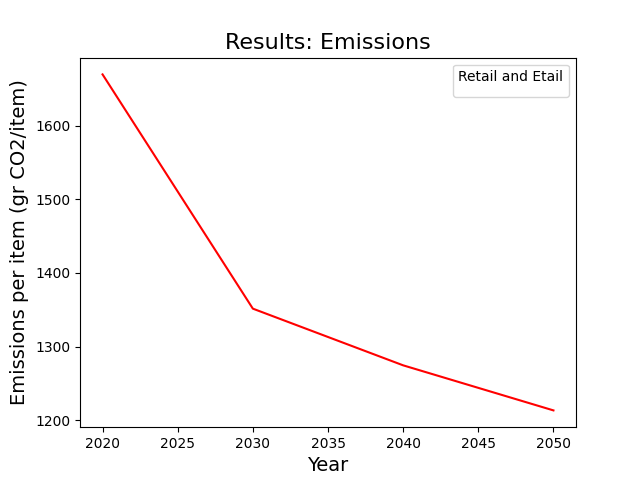 Results: Emissions
Retail and Etail
Emissions per item (gr CO2/item)
1600
1500
1400
1300
1200
2020 2025 2030 2035 2040 2045 2050
Year